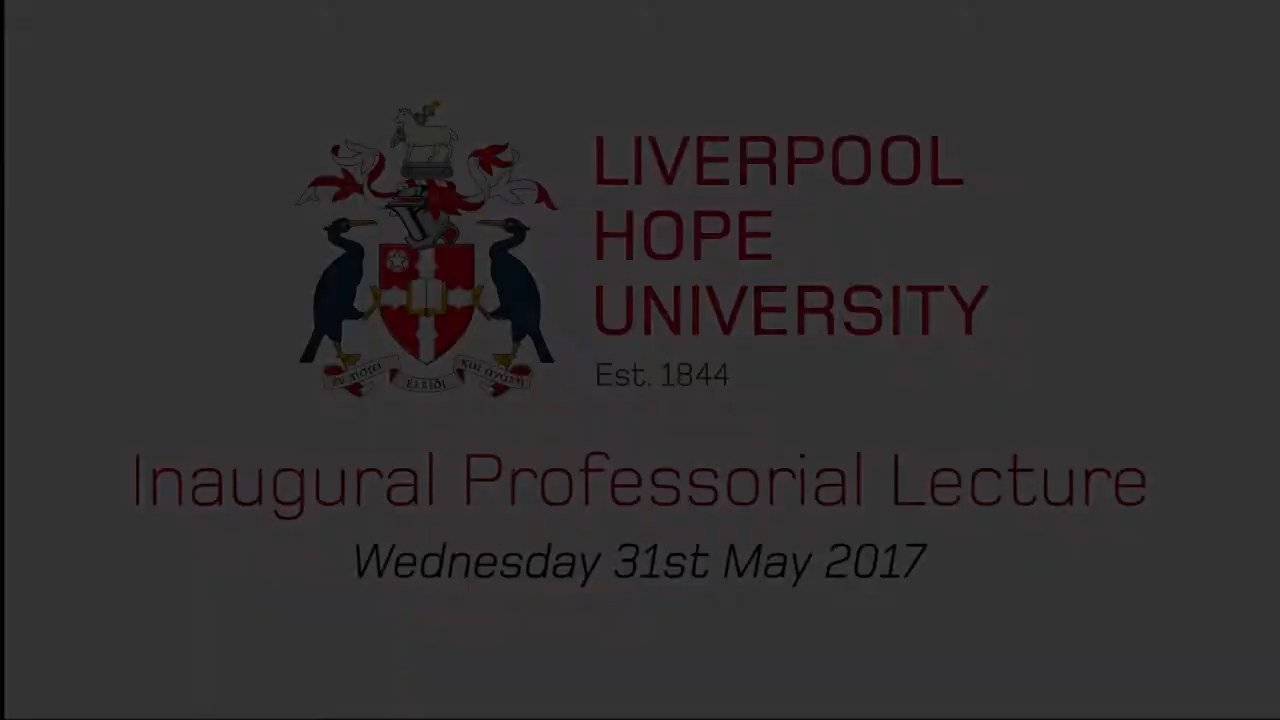 LIVERPOOL
HOPE
UNIVERSITY
Est. 1844
Inaugural Professorial Lecture
Wednesday 31st May 2017